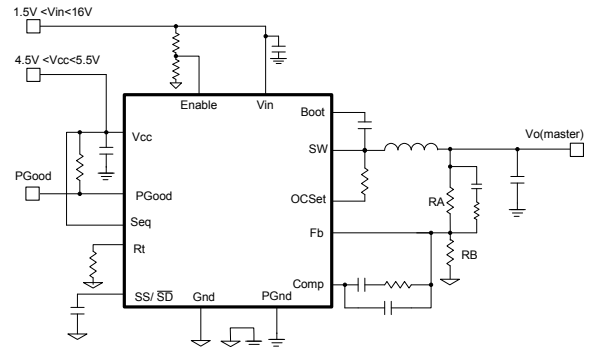 1.5V <Vin<16V
4.5V <Vcc<5.5V
Enable
Vin
Boot
Vcc
SW
Vo(master)
PGood
PGood
OCSet
RA
Seq
Fb
Rt
RB
Comp
SS/ SD
Gnd
PGnd